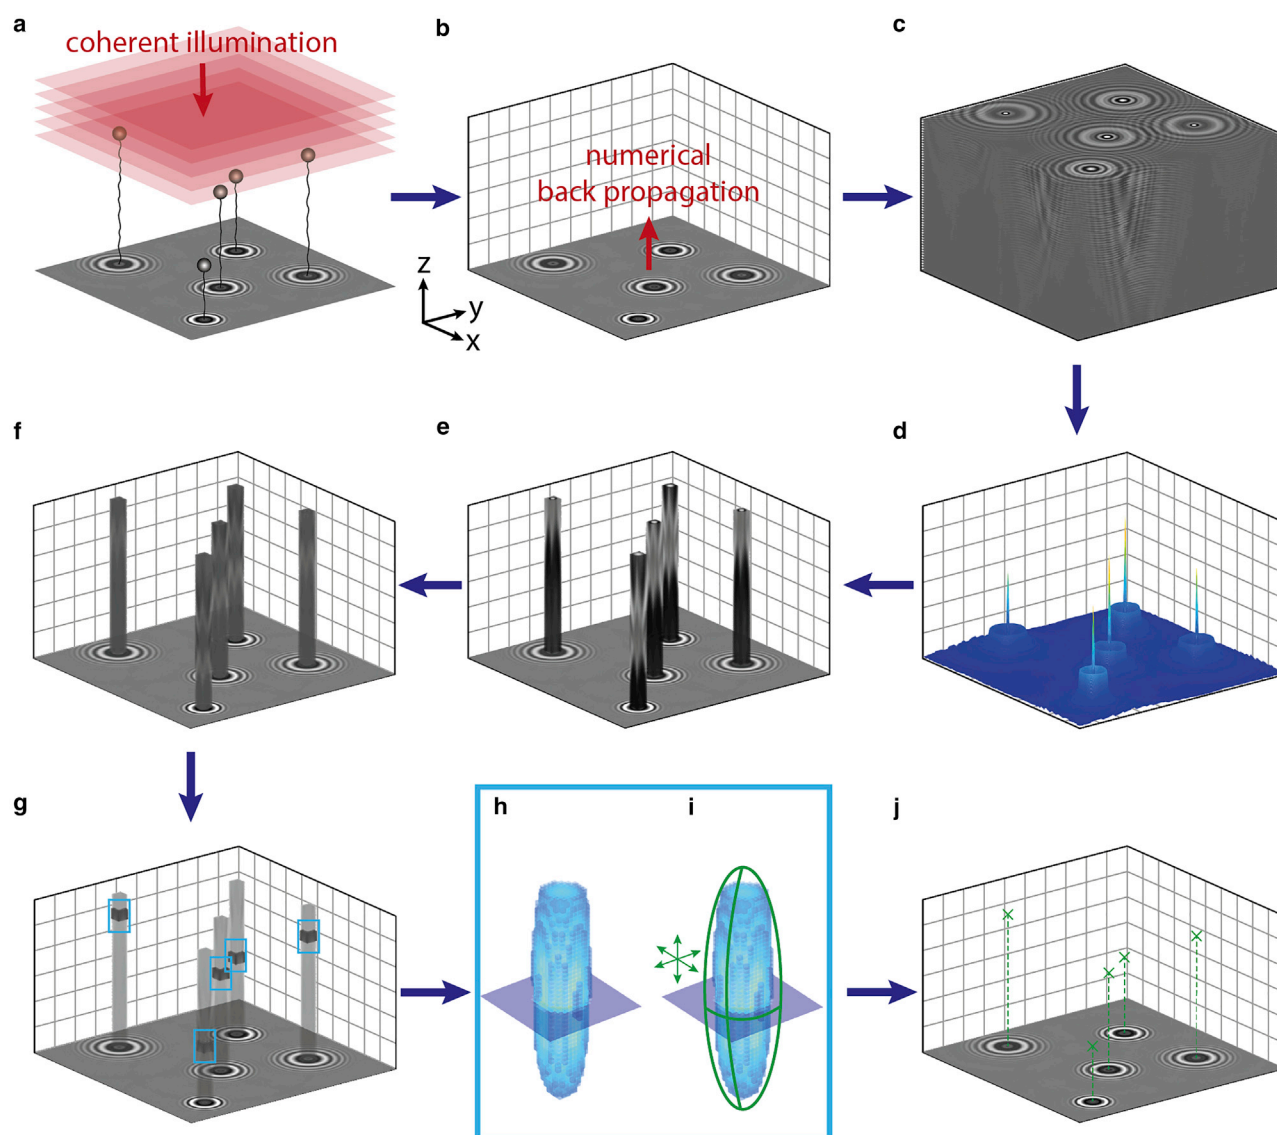 a
coherent illumination
b
numerical
back propagation
c
z
y
x
f
e
d
g
h
i
j